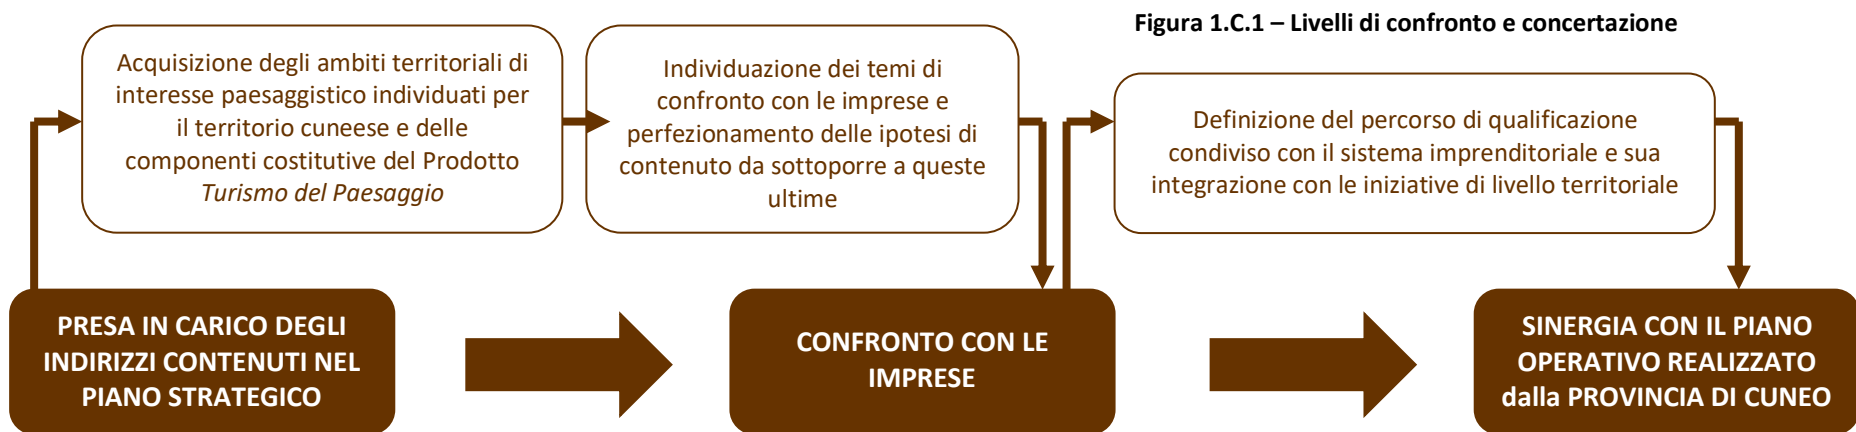 Figura 1.C.1 – Livelli di confronto e concertazione
Acquisizione degli ambiti territoriali di
interesse paesaggistico individuati per
il territorio cuneese e delle
componenti costitutive del Prodotto
Turismo del Paesaggio
Individuazione dei temi di
confronto con le imprese e
perfezionamento delle ipotesi di
contenuto da sottoporre a queste
ultime
Definizione del percorso di qualificazione
condiviso con il sistema imprenditoriale e sua
integrazione con le iniziative di livello territoriale
PRESA IN CARICO DEGLI
INDIRIZZI CONTENUTI NEL
PIANO STRATEGICO
CONFRONTO CON LE
IMPRESE
SINERGIA CON IL PIANO
OPERATIVO REALIZZATO
dalla PROVINCIA DI CUNEO